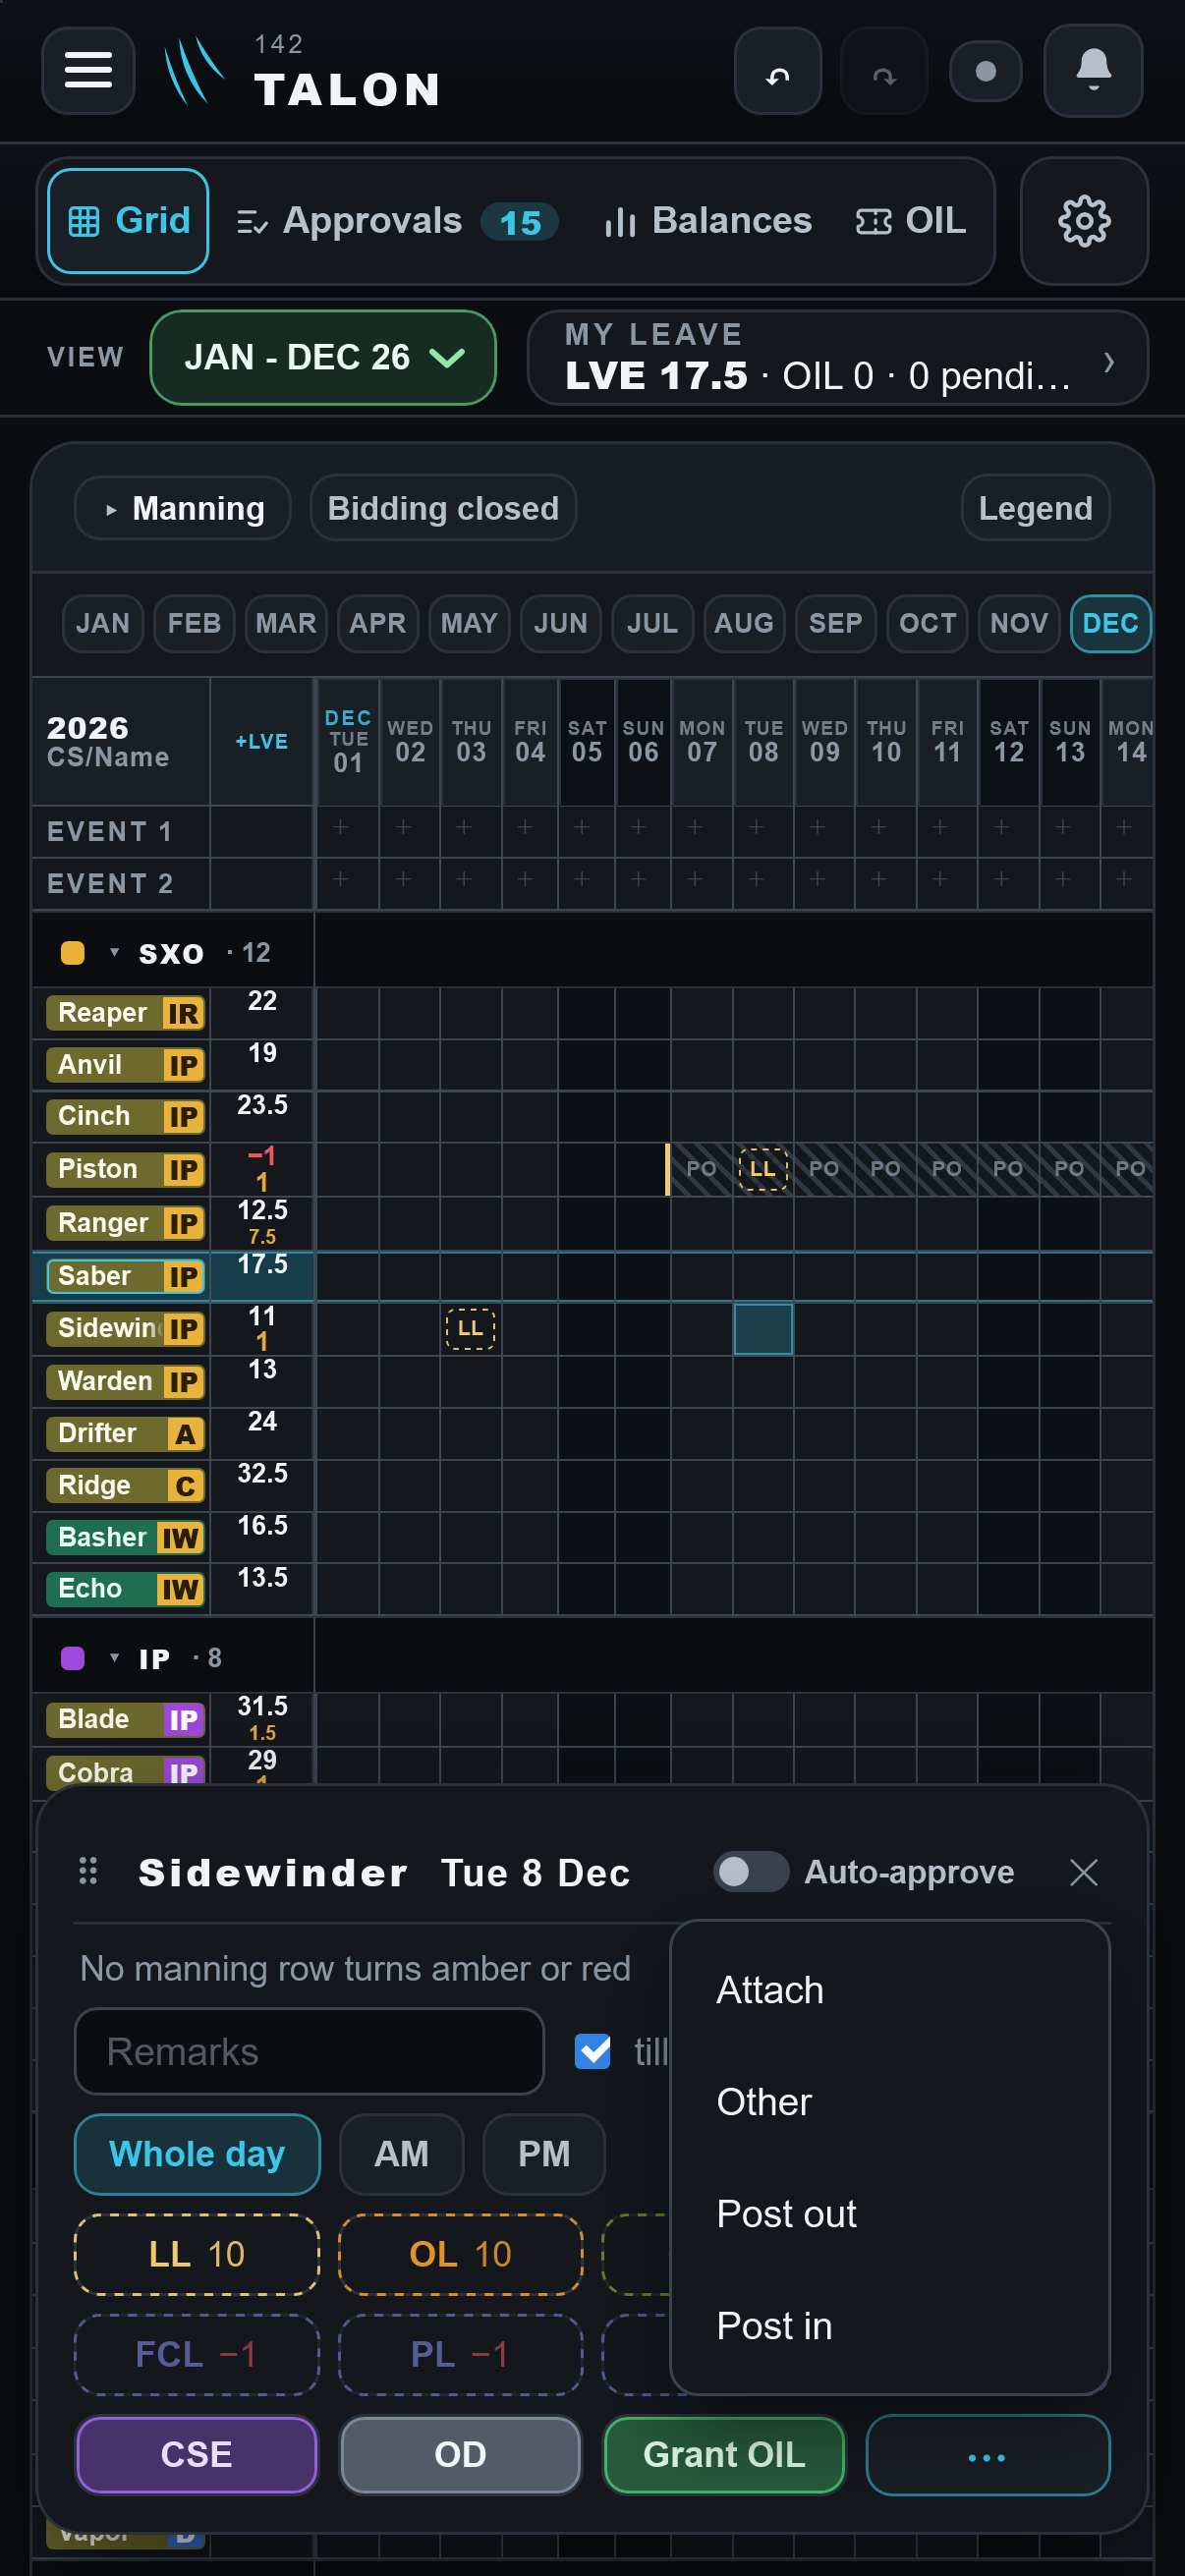 142
TALON
Grid
Approvals 15
Balances
OIL
VIEW
JAN - DEC 26
MY LEAVE
LVE 17.5 · OIL 0 · 0 pendi…
Manning
Bidding closed
Legend
JAN FEB MAR APR MAY JUN JUL AUG SEP OCT NOV DEC
2026
CS/Name
+LVE
DEC TUE 01
WED 02
THU 03
FRI 04
SAT 05
SUN 06
MON 07
TUE 08
WED 09
THU 10
FRI 11
SAT 12
SUN 13
MON 14
EVENT 1 + + + + + + + + + + + + + +
EVENT 2 + + + + + + + + + + + + + +
SXO · 12
Reaper IR 22
Anvil IP 19
Cinch IP 23.5
Piston IP −1 1 PO LL PO PO PO PO PO PO
Ranger IP 12.5 7.5
Saber IP 17.5
Sidewin IP 11 1 LL
Warden IP 13
Drifter A 24
Ridge C 32.5
Basher IW 16.5
Echo IW 13.5
IP · 8
Blade IP 31.5 1.5
Cobra IP 29 1
Sidewinder Tue 8 Dec
Auto-approve
No manning row turns amber or red
Remarks
till
Whole day
AM
PM
LL 10
OL 10
FCL −1
PL −1
Attach
Other
Post out
Post in
CSE
OD
Grant OIL
...